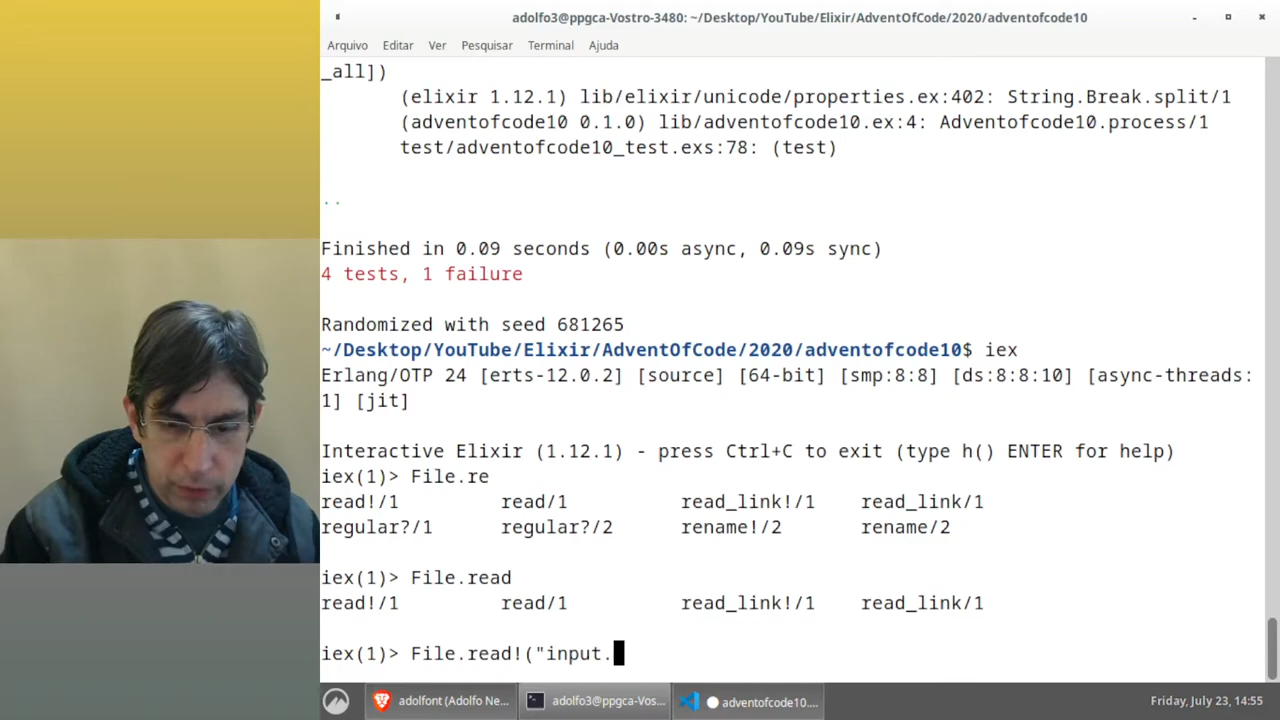 adolfo3@ppgca-Vostro-3480: ~/Desktop/YouTube/Elixir/AdventOfCode/2020/adventofcode10
Arquivo Editar Ver Pesquisar Terminal Ajuda
_all])
(elixir 1.12.1) lib/elixir/unicode/properties.ex:402: String.Break.split/1
(adventofcode10 0.1.0) lib/adventofcode10.ex:4: Adventofcode10.process/1
test/adventofcode10_test.exs:78: (test)
..
Finished in 0.09 seconds (0.00s async, 0.09s sync)
4 tests, 1 failure
Randomized with seed 681265
~/Desktop/YouTube/Elixir/AdventOfCode/2020/adventofcode10$ iex
Erlang/OTP 24 [erts-12.0.2] [source] [64-bit] [smp:8:8] [ds:8:8:10] [async-threads:
1] [jit]
Interactive Elixir (1.12.1) - press Ctrl+C to exit (type h() ENTER for help)
iex(1)> File.re
read!/1 read/1 read_link!/1 read_link/1
regular?/1 regular?/2 rename!/2 rename/2
iex(1)> File.read
read!/1 read/1 read_link!/1 read_link/1
iex(1)> File.read!("input.
adolfont (Adolfo Ne... adolfo3@ppgca-Vos... adventofcode10.... Friday, July 23, 14:55